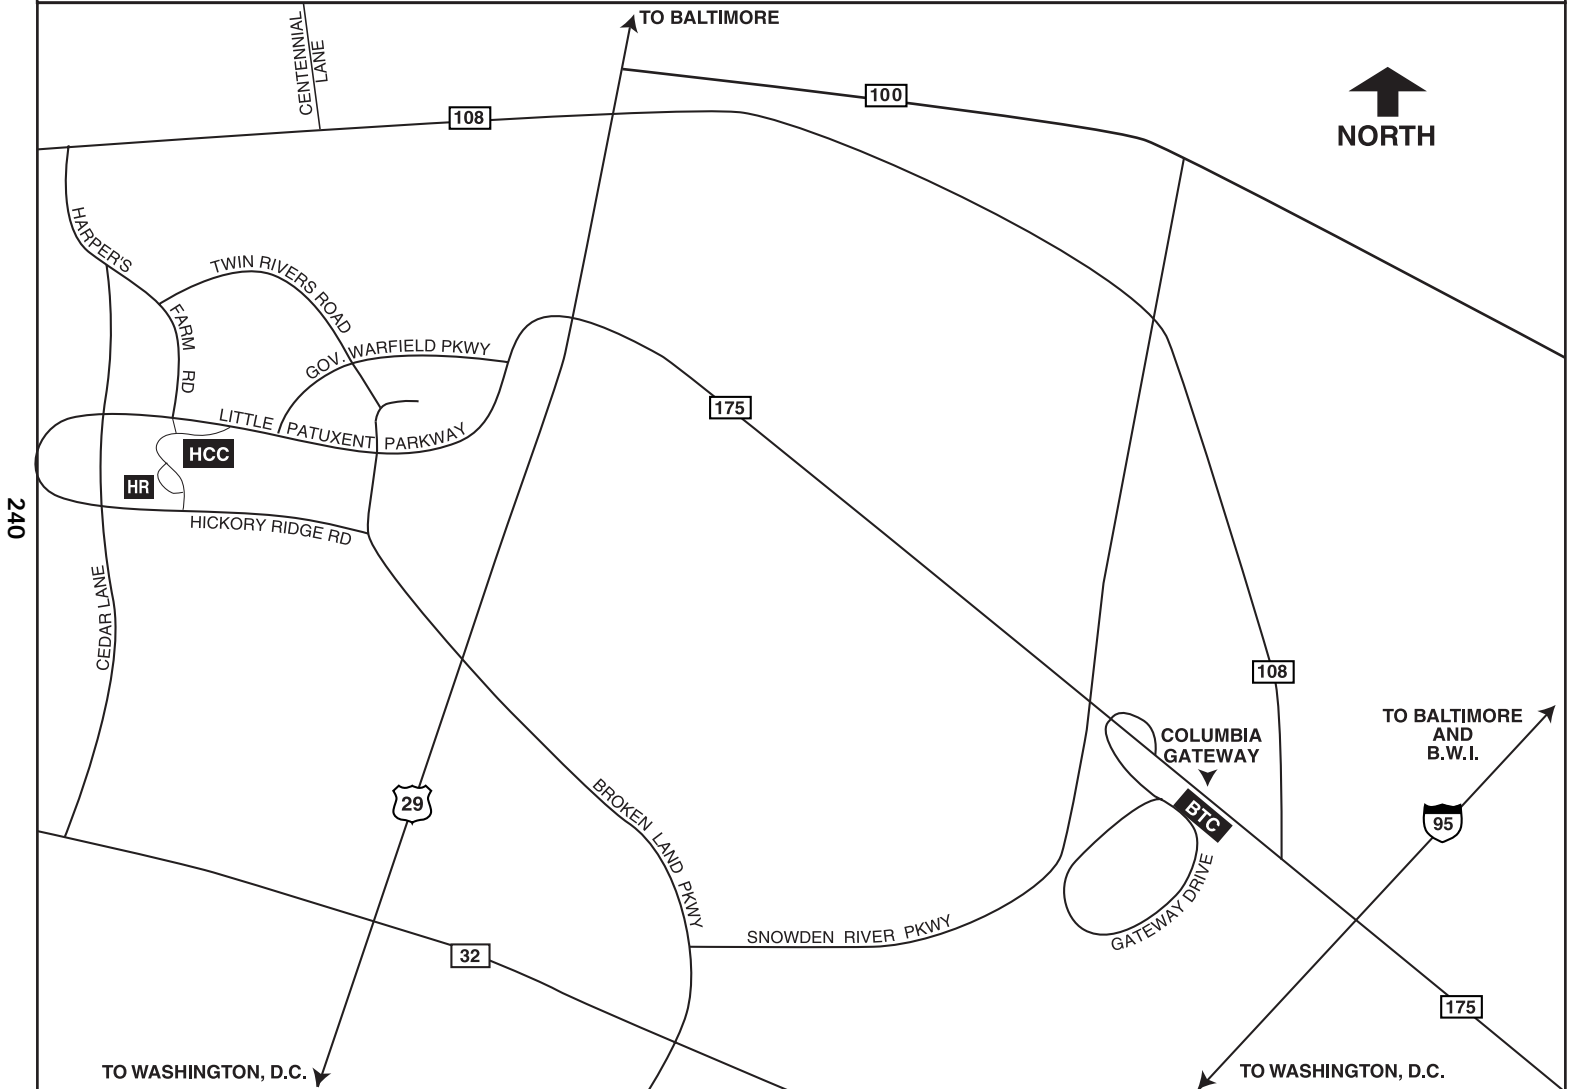 TO BALTIMORE
CENTENNIAL
LANE
100
108
NORTH
HARPER'S
FARM RD
TWIN RIVERS ROAD
GOV. WARFIELD PKWY
175
LITTLE PATUXENT PARKWAY
HCC
HR
HICKORY RIDGE RD
240
CEDAR LANE
108
TO BALTIMORE
AND
B.W.I.
COLUMBIA
GATEWAY
29
BROKEN LAND PKWY
BTC
95
GATEWAY DRIVE
SNOWDEN RIVER PKWY
32
175
TO WASHINGTON, D.C.
TO WASHINGTON, D.C.